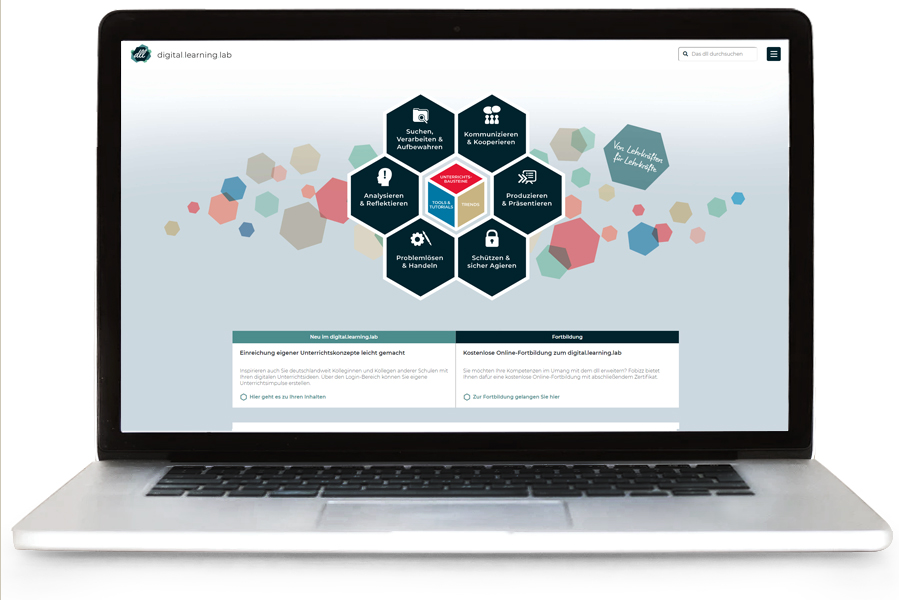 dll
digital.learning.lab
Das dll durchsuchen
Suchen,
Verarbeiten &
Aufbewahren
Kommunizieren
& Kooperieren
Von Lehrkräften
für Lehrkräfte
Analysieren
& Reflektieren
UNTERRICHTS-
BAUSTEINE
TOOLS &
TUTORIALS
TRENDS
Produzieren
& Präsentieren
Problemlösen
& Handeln
Schützen &
sicher Agieren
Neu im digital.learning.lab
Einreichung eigener Unterrichtskonzepte leicht gemacht
Inspirieren auch Sie deutschlandweit Kolleginnen und Kollegen anderer Schulen mit
Ihren digitalen Unterrichtsideen. Über den Login-Bereich können Sie eigene
Unterrichtsimpulse erstellen.
Hier geht es zu Ihren Inhalten
Fortbildung
Kostenlose Online-Fortbildung zum digital.learning.lab
Sie möchten Ihre Kompetenzen im Umgang mit dem dll erweitern? Fobizz bietet
Ihnen dafür eine kostenlose Online-Fortbildung mit abschließendem Zertifikat.
Zur Fortbildung gelangen Sie hier